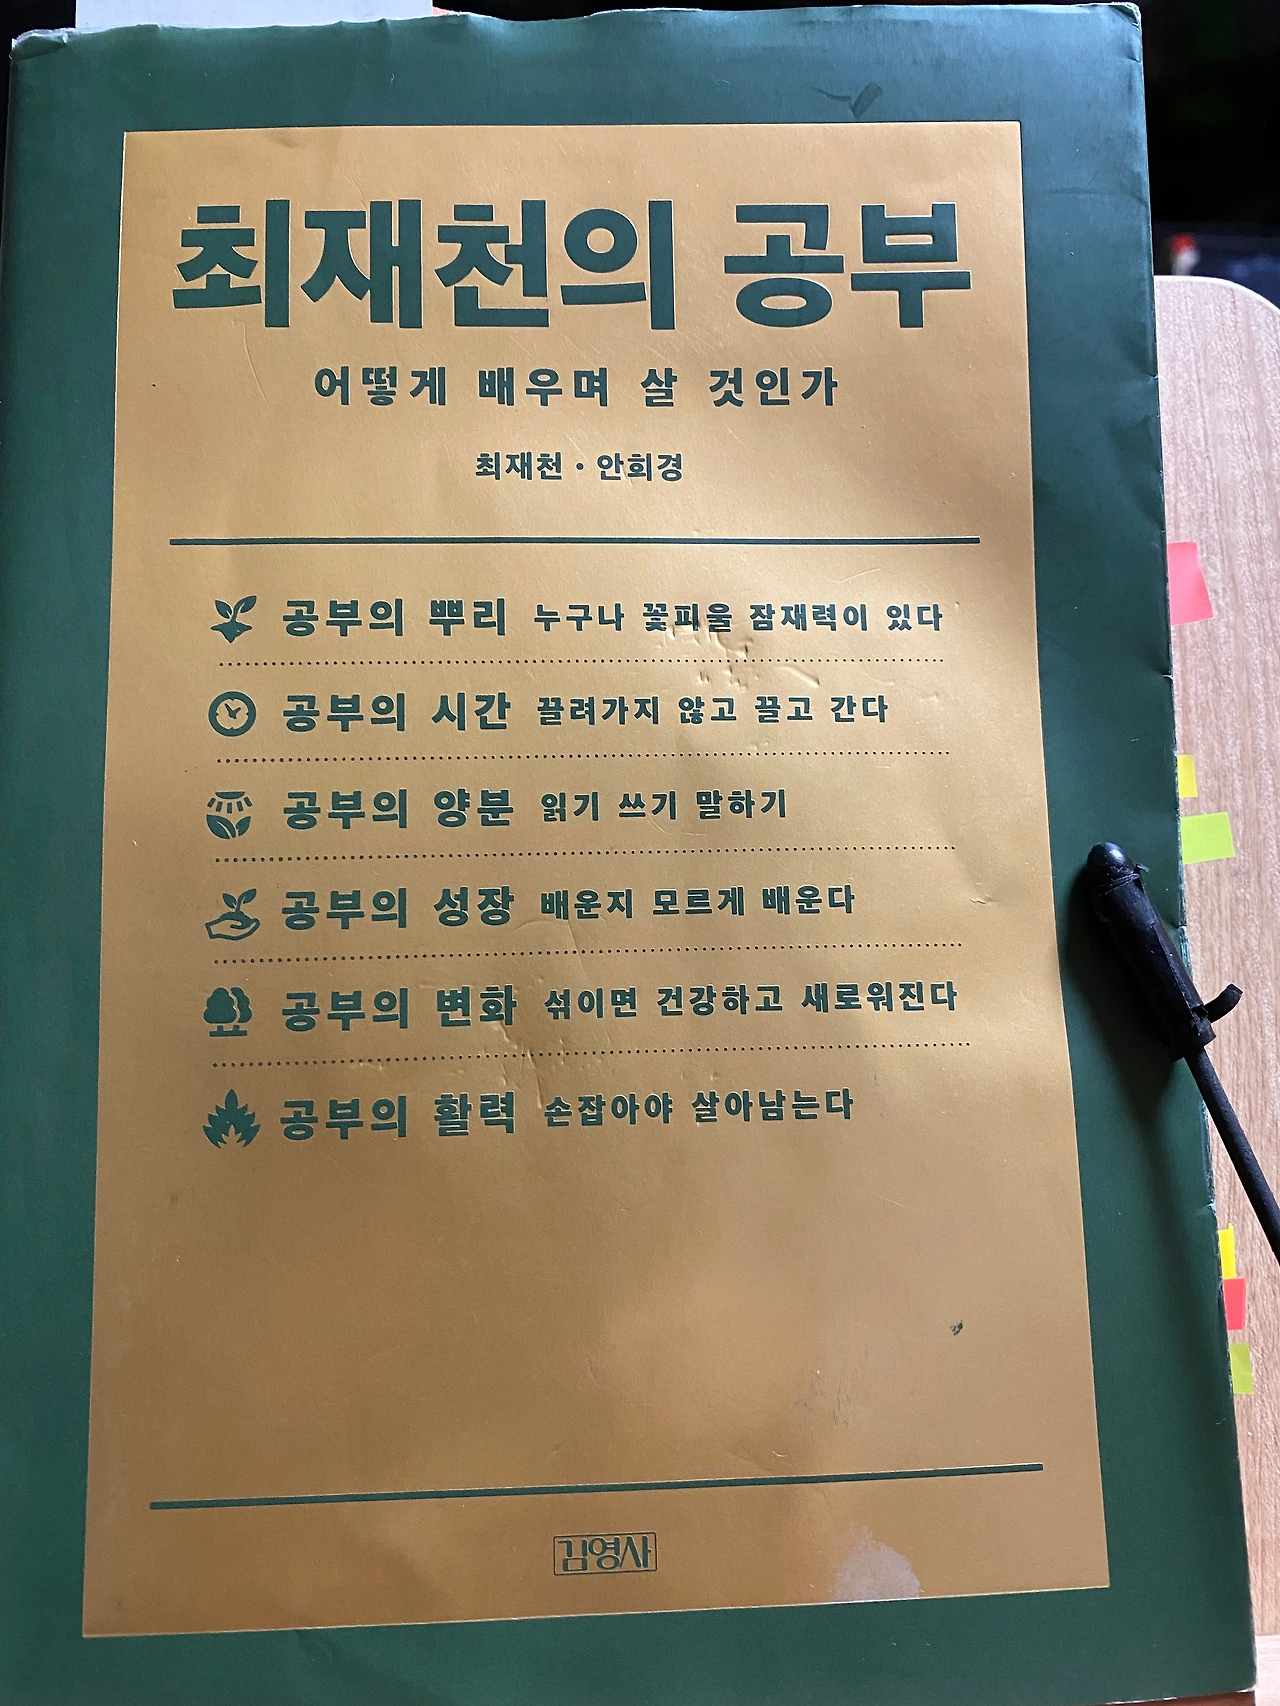 최재천의 공부
어떻게 배우며 살 것인가
최재천 · 안희경
공부의 뿌리 누구나 꽃피울 잠재력이 있다
공부의 시간 끌려가지 않고 끌고 간다
공부의 양분 읽기 쓰기 말하기
공부의 성장 배운지 모르게 배운다
공부의 변화 섞이면 건강하고 새로워진다
공부의 활력 손잡아야 살아남는다
김영사